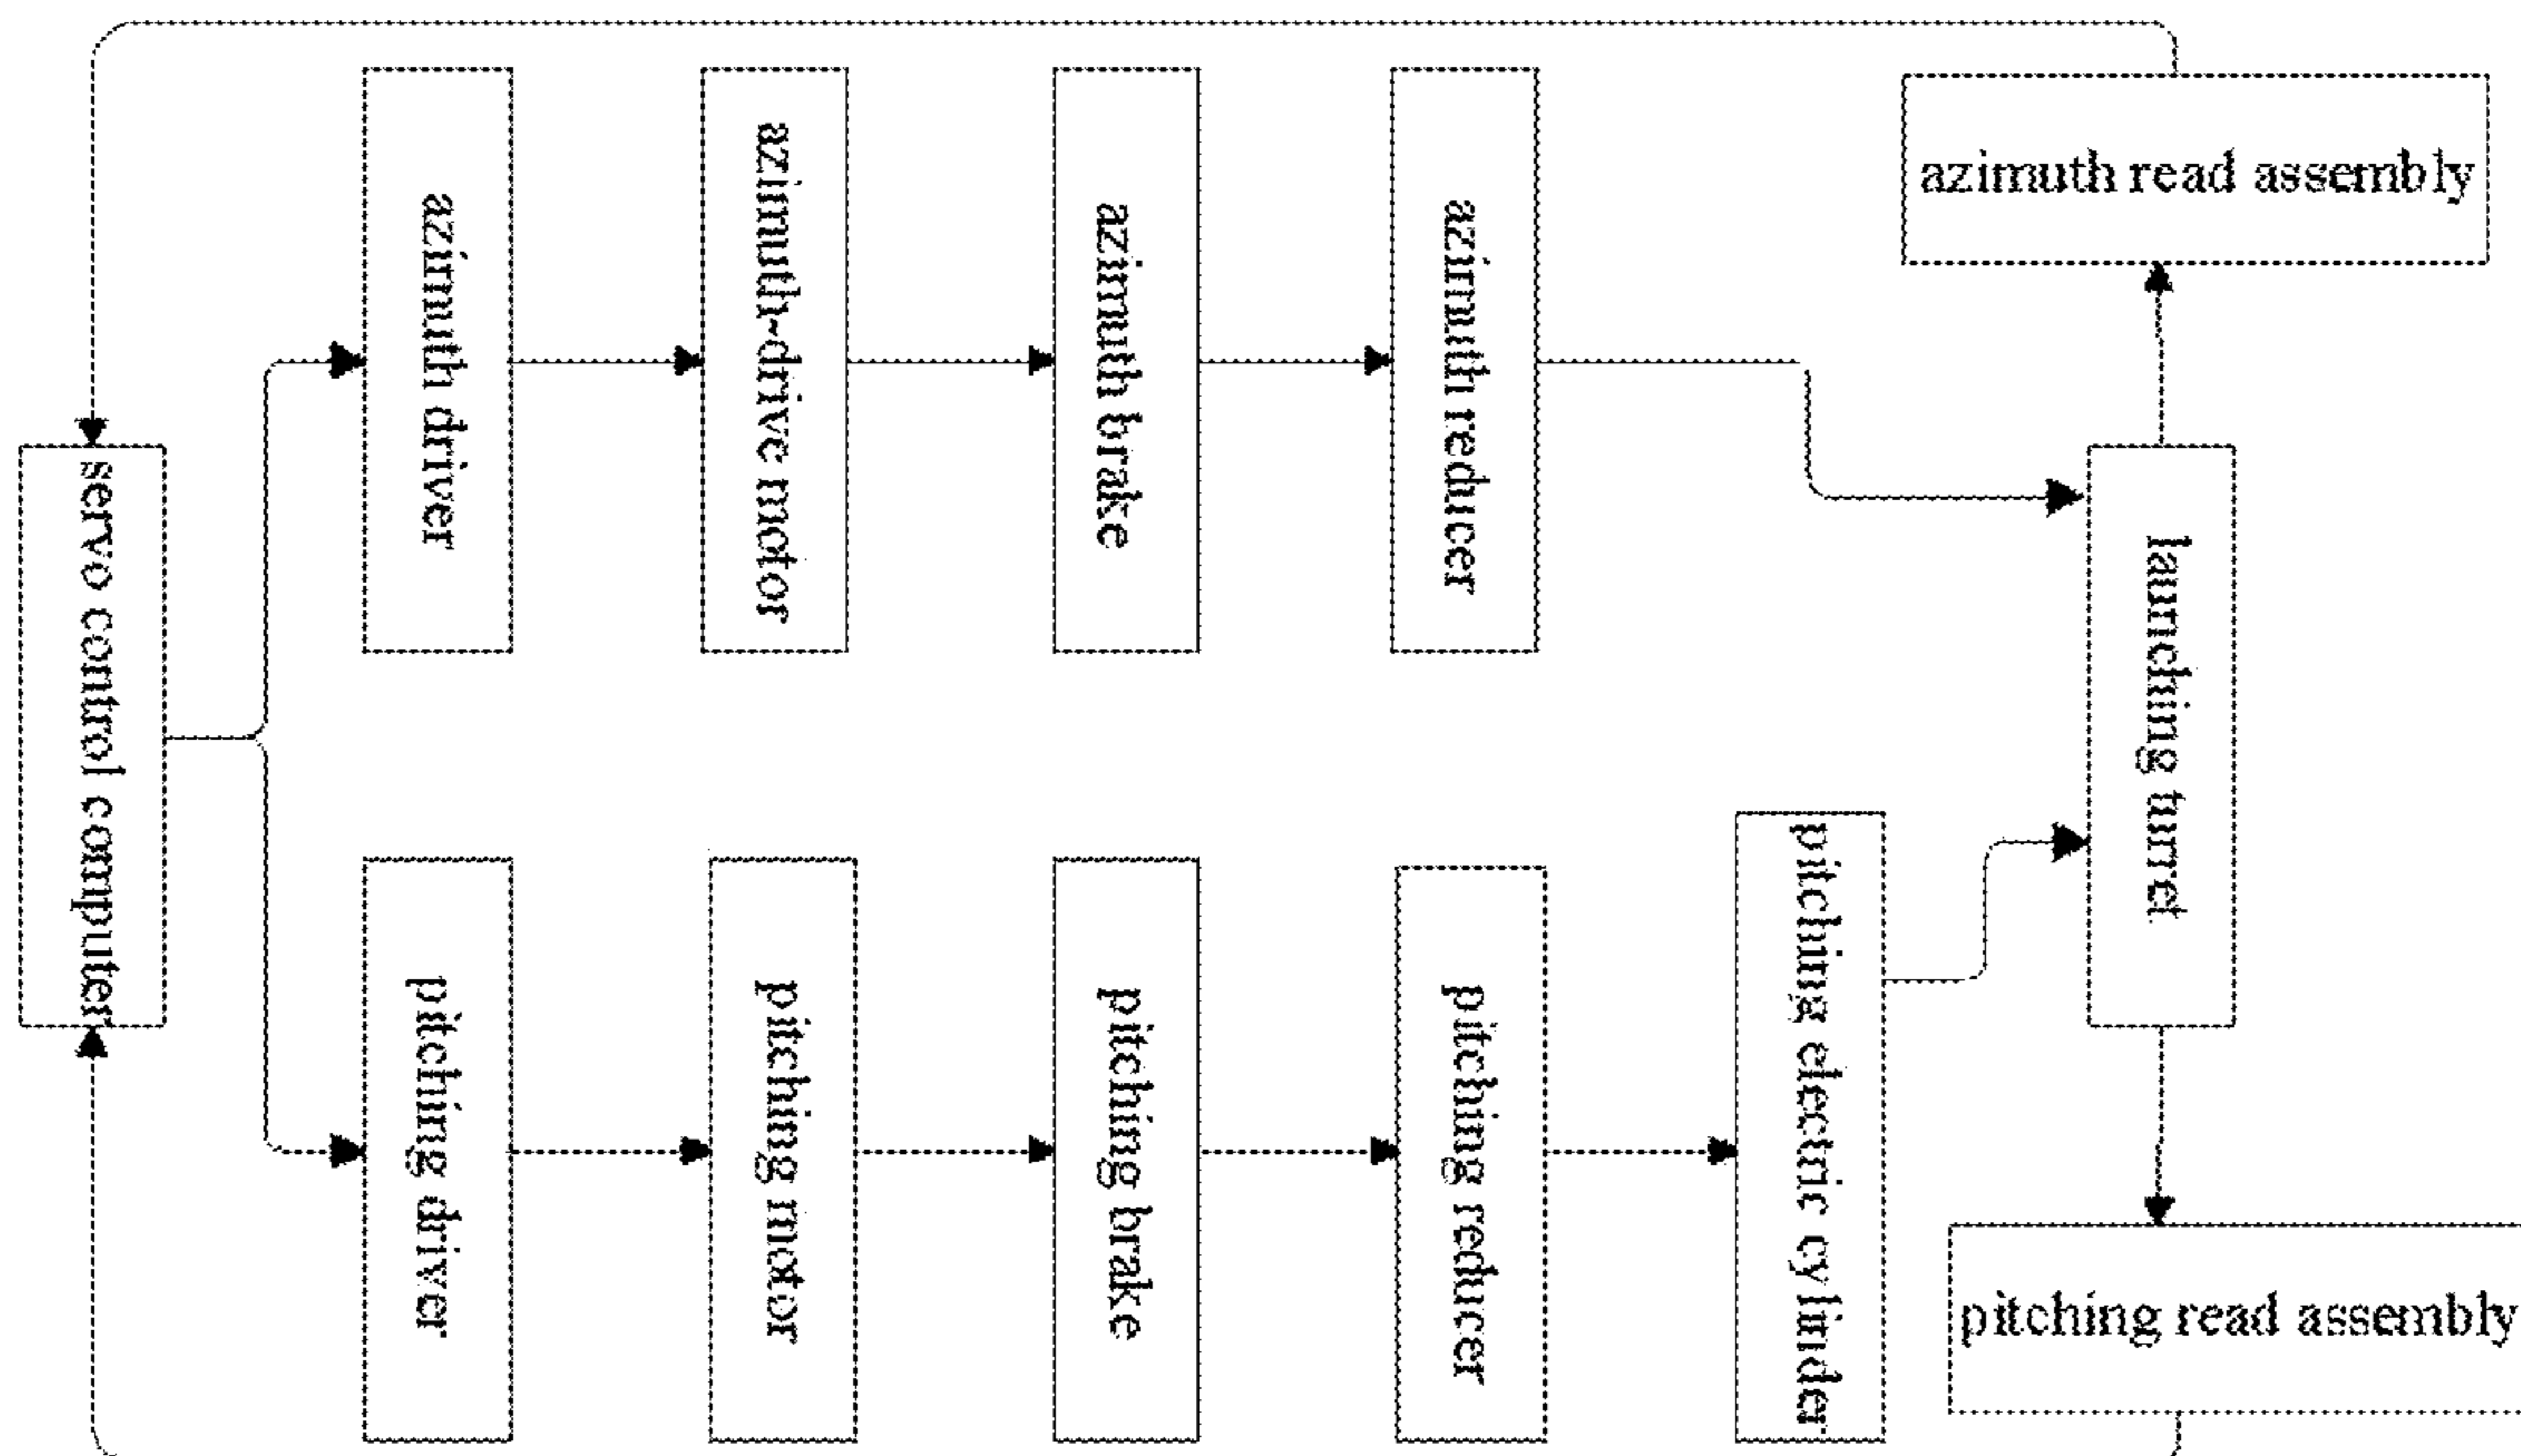 azimuth read assembly
azimuth driver
azimuth-drive motor
azimuth brake
azimuth reducer
servo control computer
launching turret
pitching driver
pitching motor
pitching brake
pitching reducer
pitching electric cylinder
pitching read assembly